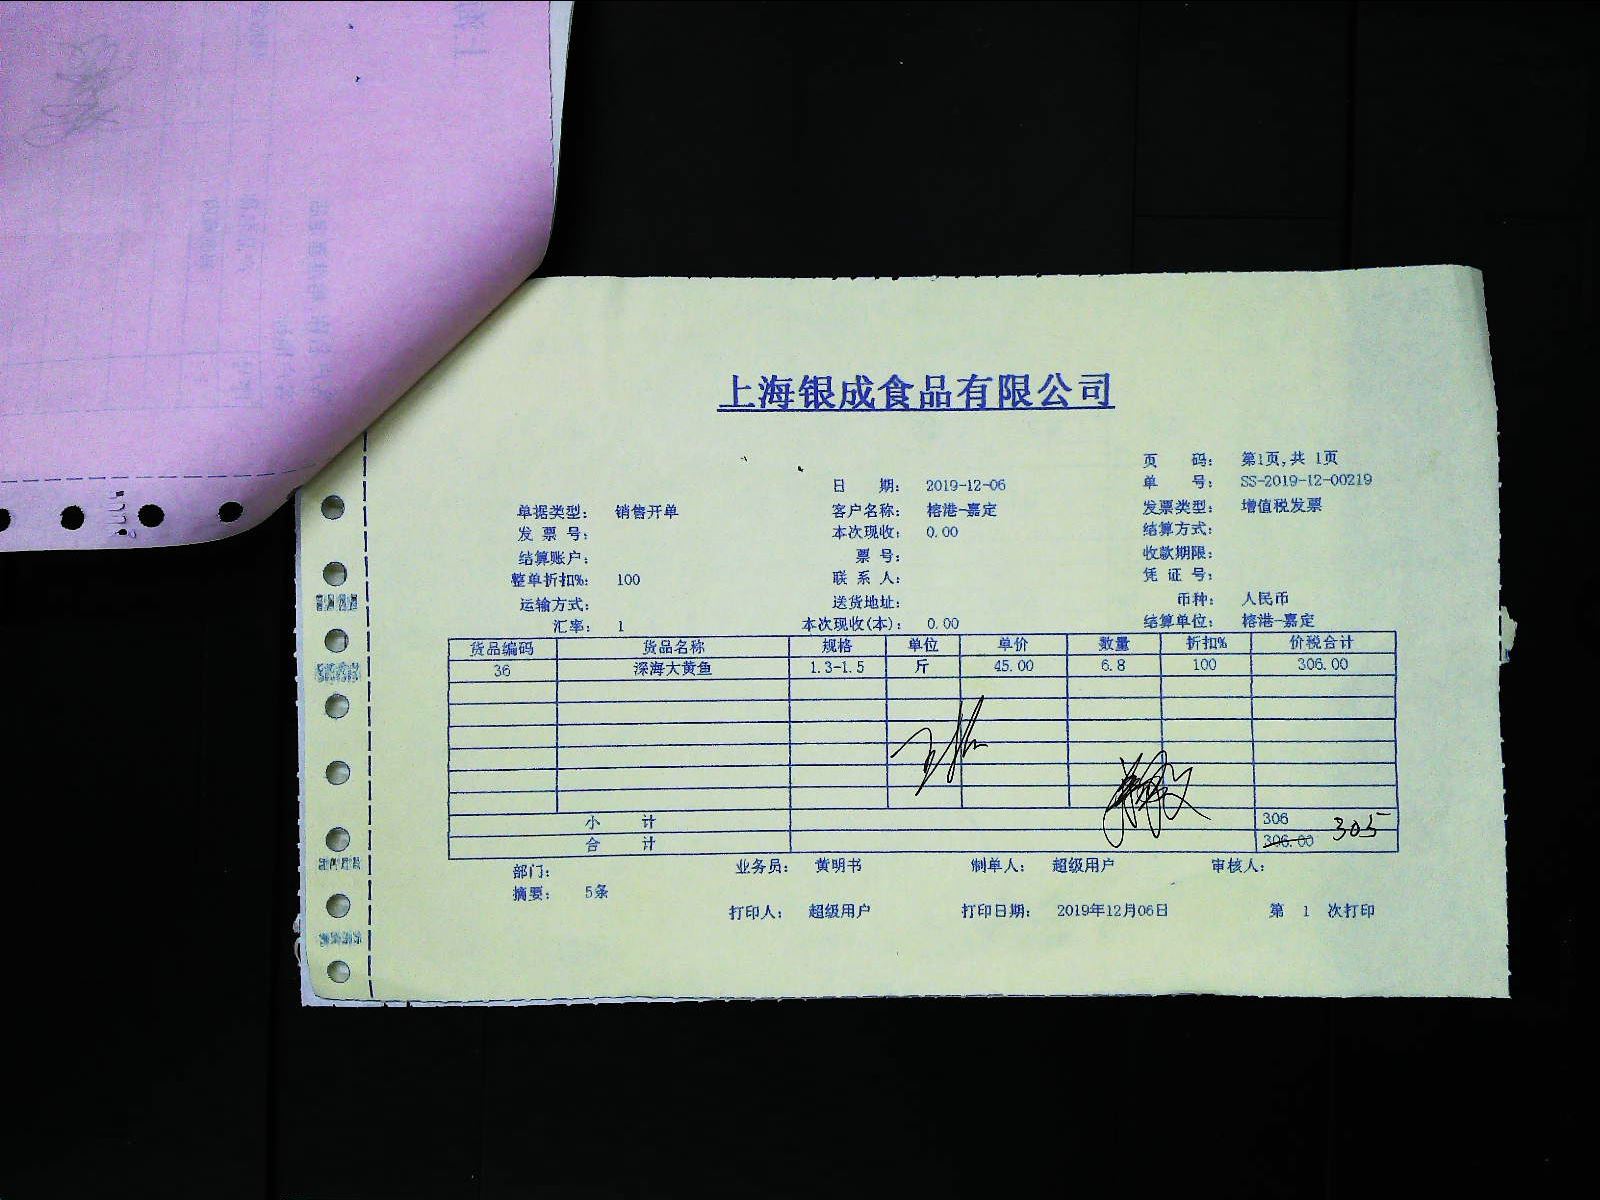 上海银成食品有限公司
页 码: 第1页,共 1页
日 期: 2019-12-06 单 号: SS-2019-12-00219
单据类型: 销售开单 客户名称: 榕港-嘉定 发票类型: 增值税发票
发 票 号: 本次现收: 0.00 结算方式:
结算账户: 票 号: 收款期限:
整单折扣%: 100 联 系 人: 凭 证 号:
运输方式: 送货地址: 币种: 人民币
汇率: 1 本次现收(本): 0.00 结算单位: 榕港-嘉定
货品编码 货品名称 规格 单位 单价 数量 折扣% 价税合计
36 深海大黄鱼 1.3-1.5 斤 45.00 6.8 100 306.00
小 计 306
合 计 306.00 305
部门: 业务员: 黄明书 制单人: 超级用户 审核人:
摘要: 5条
打印人: 超级用户 打印日期: 2019年12月06日 第 1 次打印